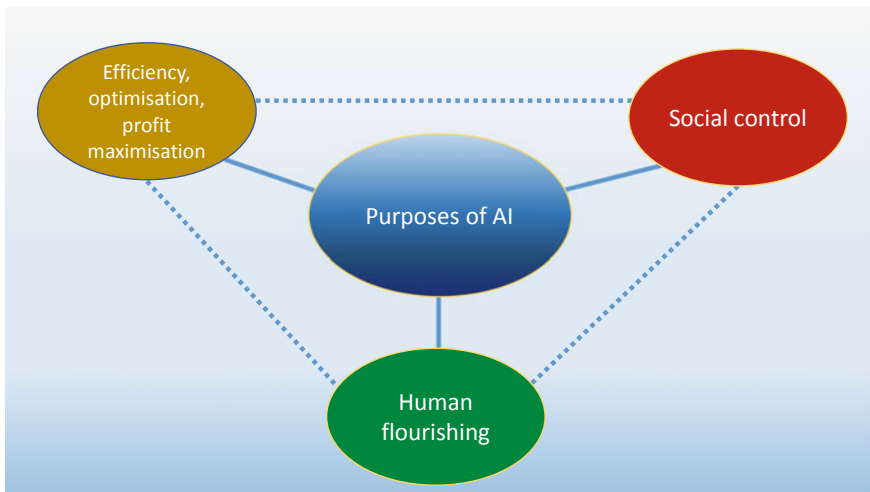 Efficiency,
optimisation,
profit
maximisation
Social control
Purposes of AI
Human
flourishing